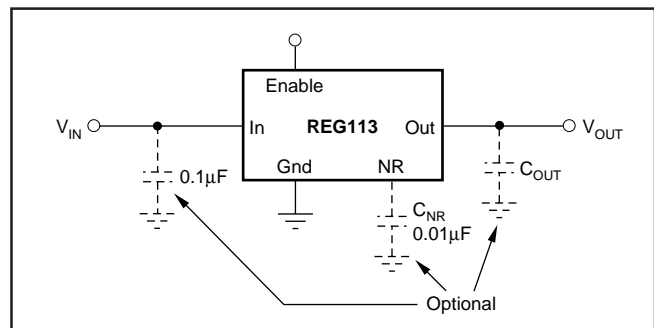 Enable
V_IN
In
REG113
Out
V_OUT
Gnd
NR
0.1μF
C_OUT
C_NR
0.01μF
Optional